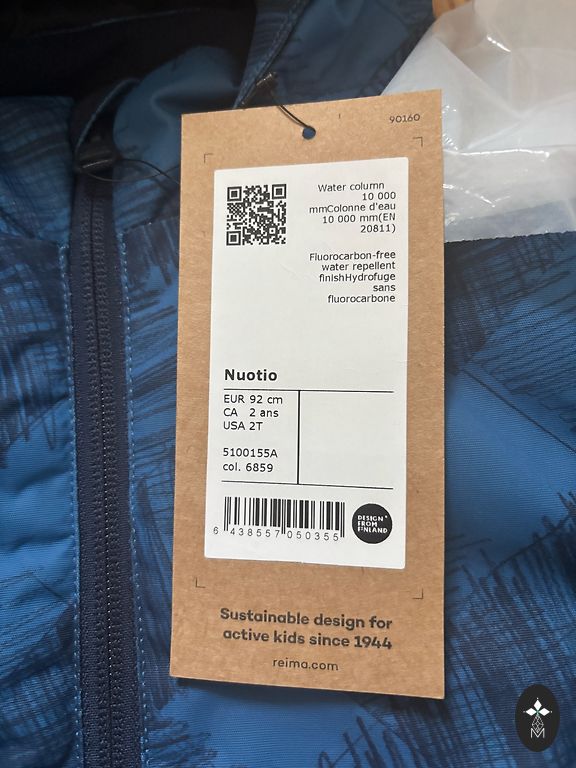 90160
Water column
10 000
mmColonne d'eau
10 000 mm(EN
20811)
Fluorocarbon-free
water repellent
finishHydrofuge
sans
fluorocarbone
Nuotio
EUR 92 cm
CA 2 ans
USA 2T
5100155A
col. 6859
6 438557 050355
DESIGN
FROM
FINLAND
Sustainable design for
active kids since 1944
reima.com
M